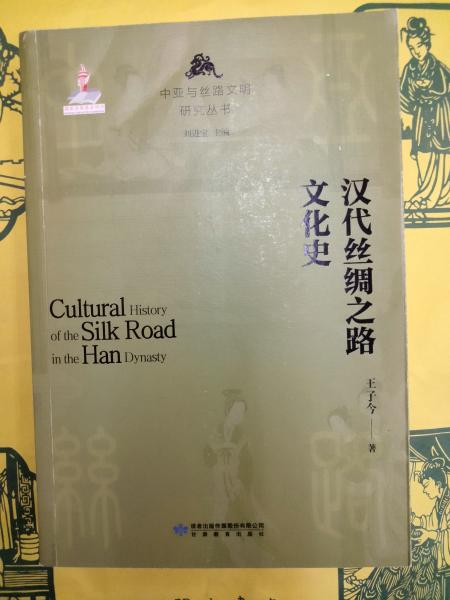 中亚与丝路文明
研究丛书
刘进宝 主编
汉代丝绸之路
文化史
Cultural History
of the Silk Road
in the Han Dynasty
王子今 著
读者出版传媒股份有限公司
甘肃教育出版社
丝
路